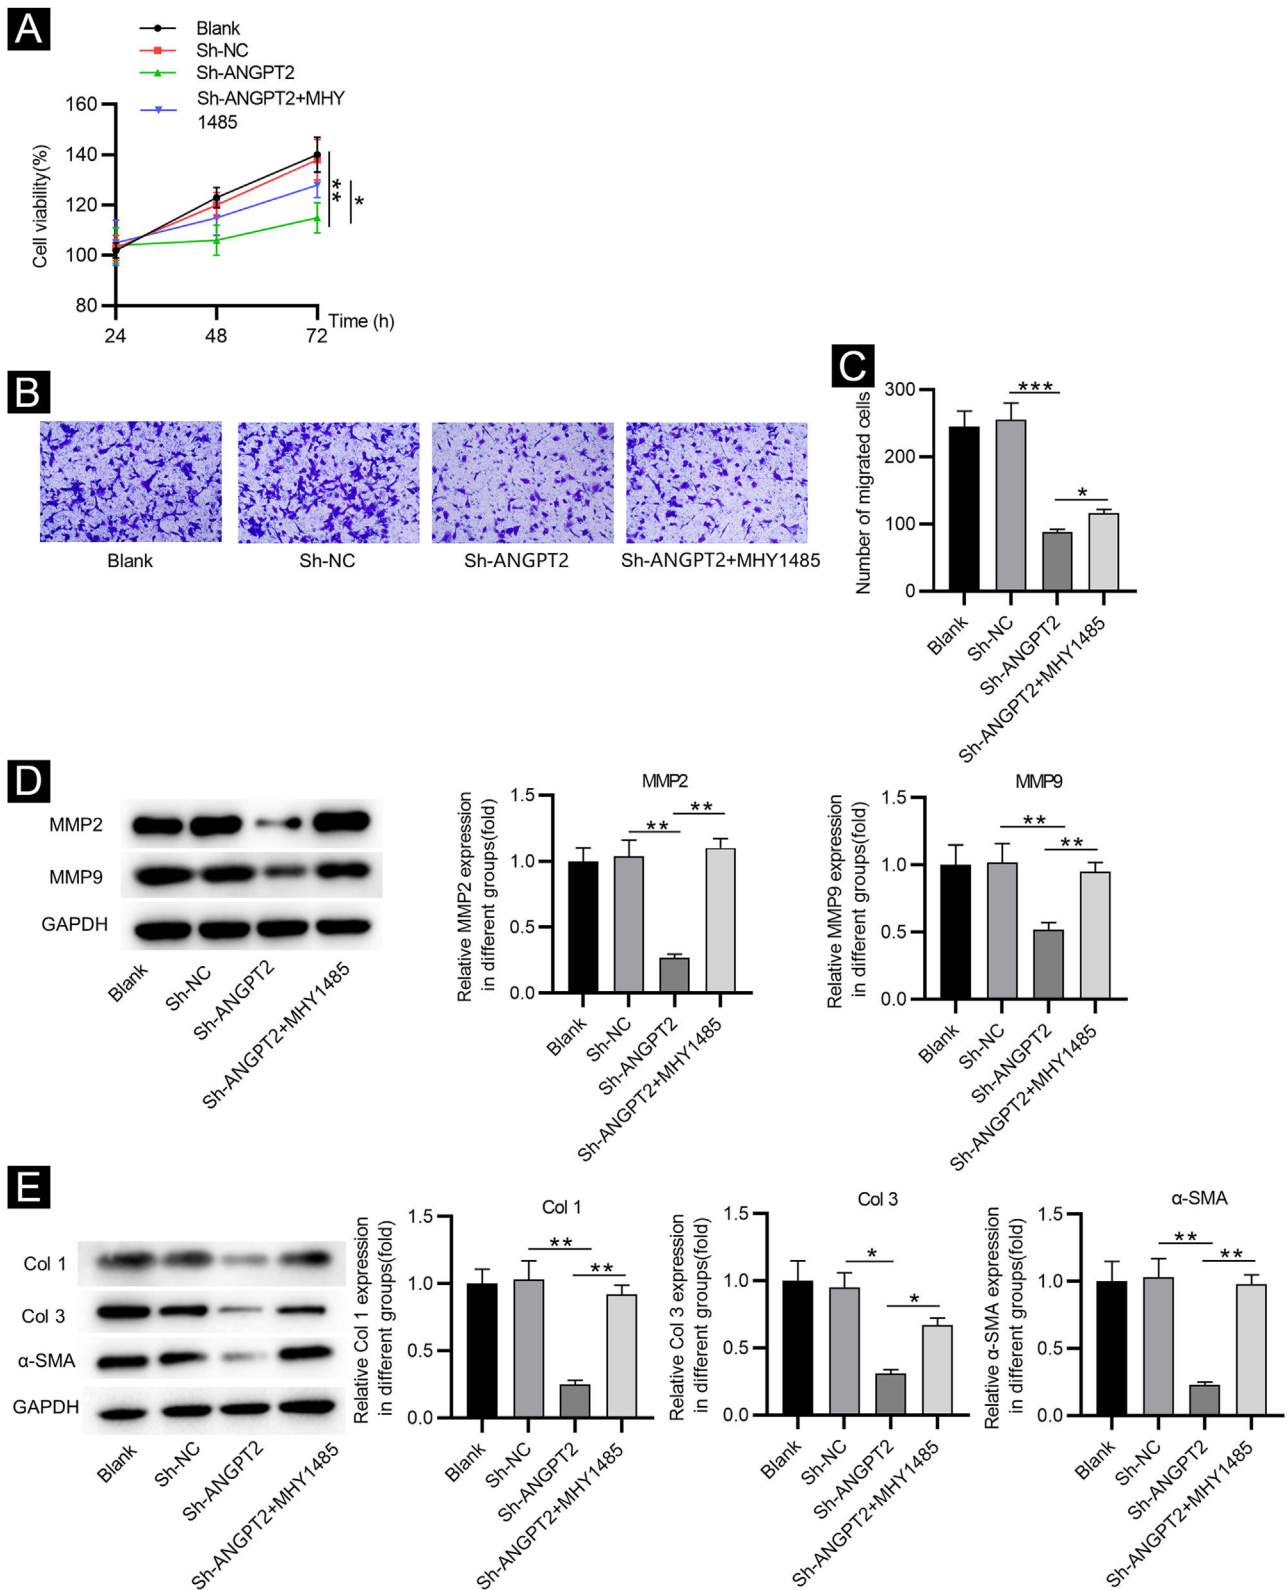 A
Blank
Sh-NC
Sh-ANGPT2
Sh-ANGPT2+MHY
1485
Cell viability(%)
160
140
120
100
80
24
48
72
Time (h)
**
*
B
Blank
Sh-NC
Sh-ANGPT2
Sh-ANGPT2+MHY1485
C
Number of migrated cells
300
200
100
0
***
*
Blank
Sh-NC
Sh-ANGPT2
Sh-ANGPT2+MHY1485
D
MMP2
MMP9
GAPDH
Blank
Sh-NC
Sh-ANGPT2
Sh-ANGPT2+MHY1485
MMP2
Relative MMP2 expression
in different groups(fold)
1.5
1.0
0.5
0.0
**
**
Blank
Sh-NC
Sh-ANGPT2
Sh-ANGPT2+MHY1485
MMP9
Relative MMP9 expression
in different groups(fold)
1.5
1.0
0.5
0.0
**
**
Blank
Sh-NC
Sh-ANGPT2
Sh-ANGPT2+MHY1485
E
Col 1
Col 3
α-SMA
GAPDH
Blank
Sh-NC
Sh-ANGPT2
Sh-ANGPT2+MHY1485
Col 1
Relative Col 1 expression
in different groups(fold)
1.5
1.0
0.5
0.0
**
**
Blank
Sh-NC
Sh-ANGPT2
Sh-ANGPT2+MHY1485
Col 3
Relative Col 3 expression
in different groups(fold)
1.5
1.0
0.5
0.0
*
*
Blank
Sh-NC
Sh-ANGPT2
Sh-ANGPT2+MHY1485
α-SMA
Relative α-SMA expression
in different groups(fold)
1.5
1.0
0.5
0.0
**
**
Blank
Sh-NC
Sh-ANGPT2
Sh-ANGPT2+MHY1485